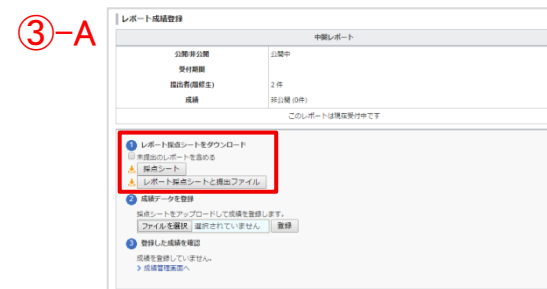 ③-A
レポート成績登録
中間レポート
公開/非公開 公開中
受付期間
提出者(履修生) 2 件
成績 非公開 (0件)
このレポートは現在受付中です
1 レポート採点シートをダウンロード
未提出のレポートを含める
採点シート
レポート採点シートと提出ファイル
2 成績データを登録
採点シートをアップロードして成績を登録します。
ファイルを選択 選択されていません 登録
3 登録した成績を確認
成績を登録していません。
> 成績管理画面へ